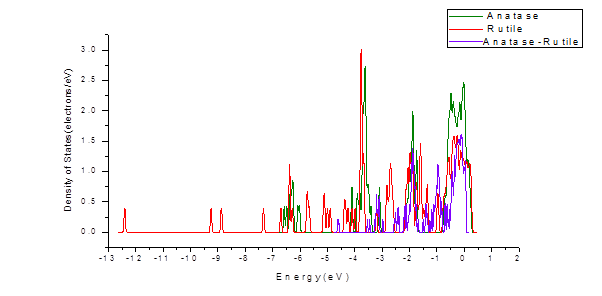 Anatase
Rutile
Anatase-Rutile
3.0
2.5
2.0
1.5
1.0
0.5
0.0
Density of States(electrons/eV)
-13 -12 -11 -10 -9 -8 -7 -6 -5 -4 -3 -2 -1 0 1 2
Energy(eV)